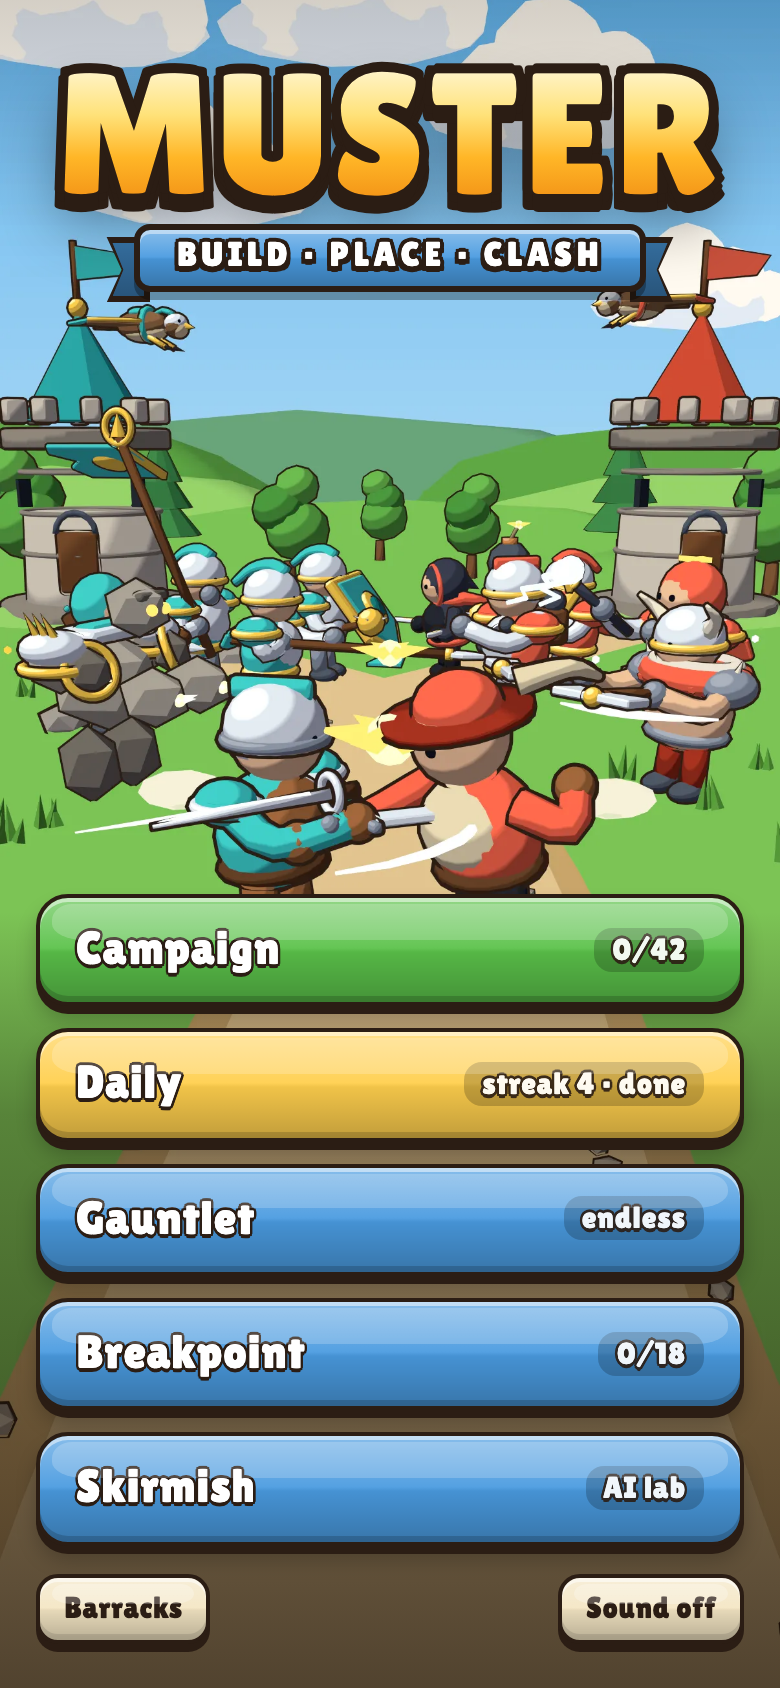 MUSTER
BUILD · PLACE · CLASH
Campaign 0/42
Daily streak 4 · done
Gauntlet endless
Breakpoint 0/18
Skirmish AI lab
Barracks Sound off